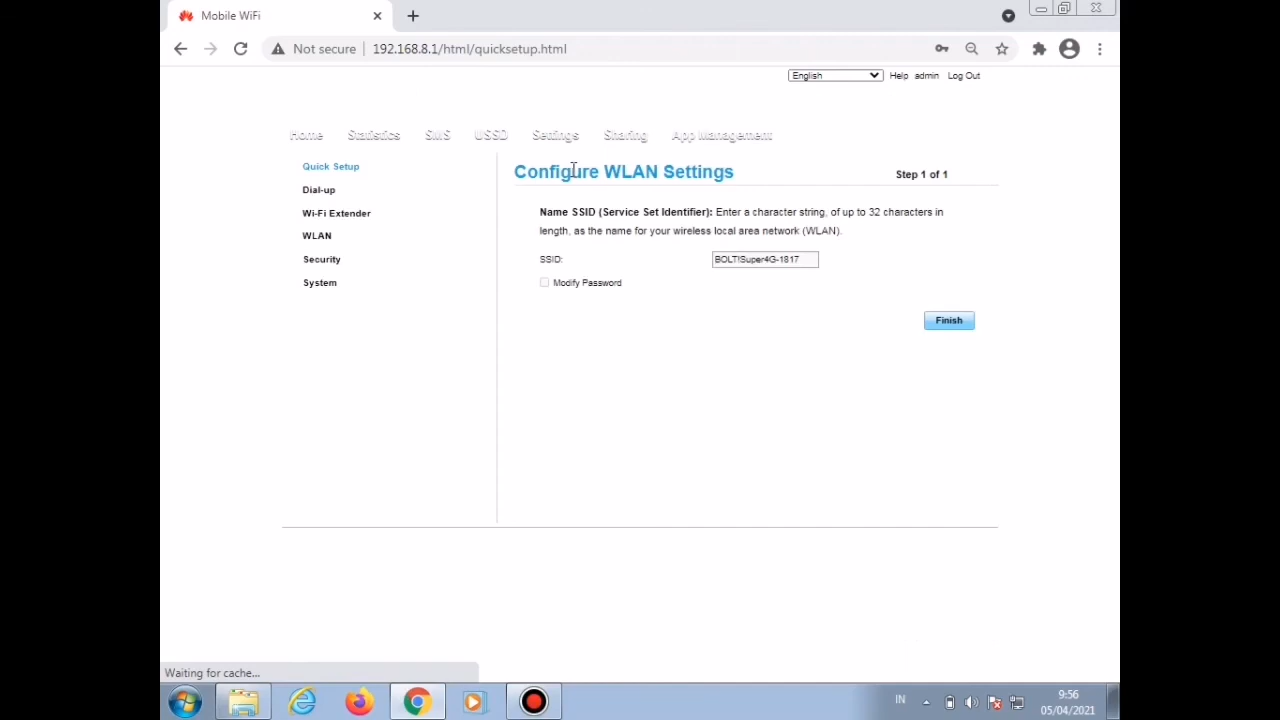 Mobile WiFi
Not secure
192.168.8.1/html/quicksetup.html
English
Help admin Log Out
Home Statistics SMS USSD Settings Sharing App Management
Quick Setup
Dial-up
Wi-Fi Extender
WLAN
Security
System
Configure WLAN Settings
Step 1 of 1
Name SSID (Service Set Identifier): Enter a character string, of up to 32 characters in
length, as the name for your wireless local area network (WLAN).
SSID:
BOLT!Super4G-1817
Modify Password
Finish
Waiting for cache...
IN
9:56
05/04/2021